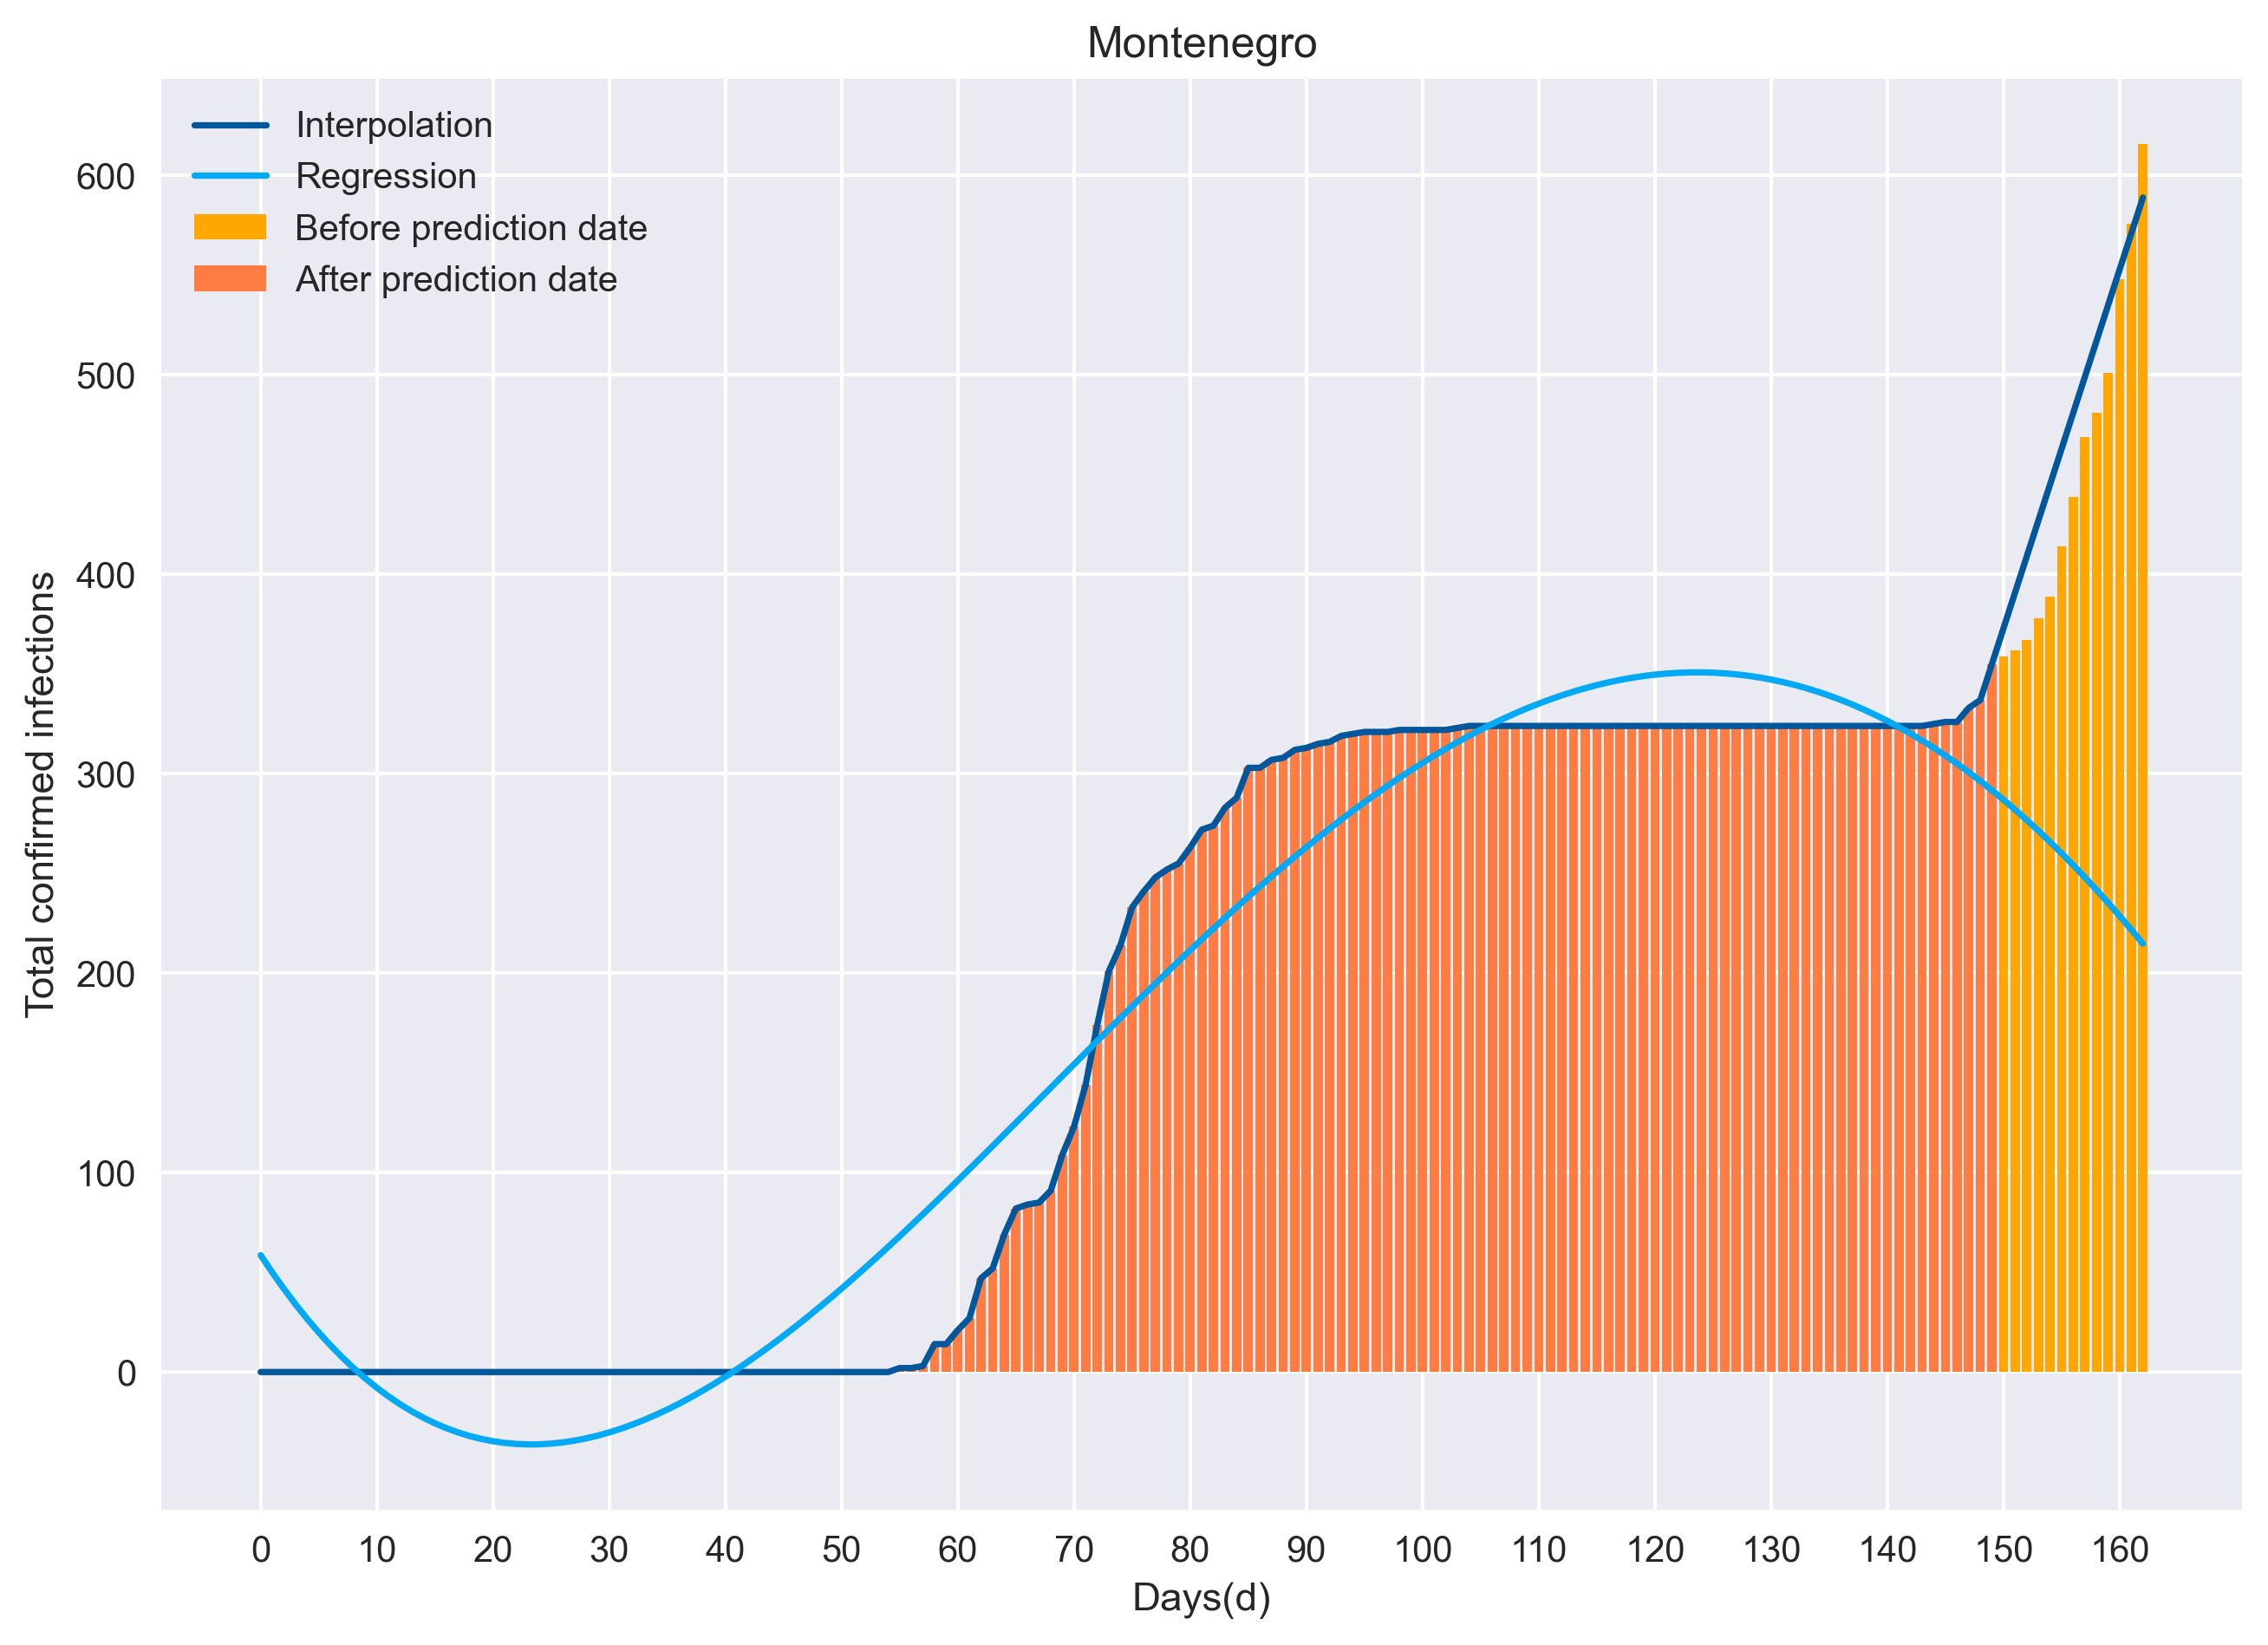 Montenegro
Interpolation
Regression
Before prediction date
After prediction date
Total confirmed infections
600
500
400
300
200
100
0
0 10 20 30 40 50 60 70 80 90 100 110 120 130 140 150 160
Days(d)